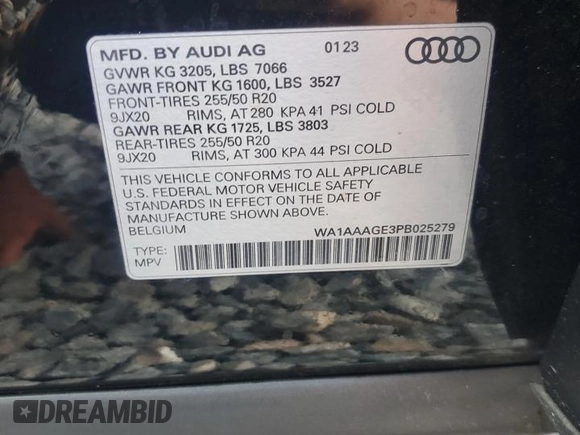 MFD. BY AUDI AG 01 23
GVWR KG 3205, LBS 7066
GAWR FRONT KG 1600, LBS 3527
FRONT-TIRES 255/50 R20
9JX20 RIMS, AT 280 KPA 41 PSI COLD
GAWR REAR KG 1725, LBS 3803
REAR-TIRES 255/50 R20
9JX20 RIMS, AT 300 KPA 44 PSI COLD
THIS VEHICLE CONFORMS TO ALL APPLICABLE
U.S. FEDERAL MOTOR VEHICLE SAFETY
STANDARDS IN EFFECT ON THE DATE OF
MANUFACTURE SHOWN ABOVE.
BELGIUM WA1AAAGE3PB025279
TYPE:
MPV
DREAMBID